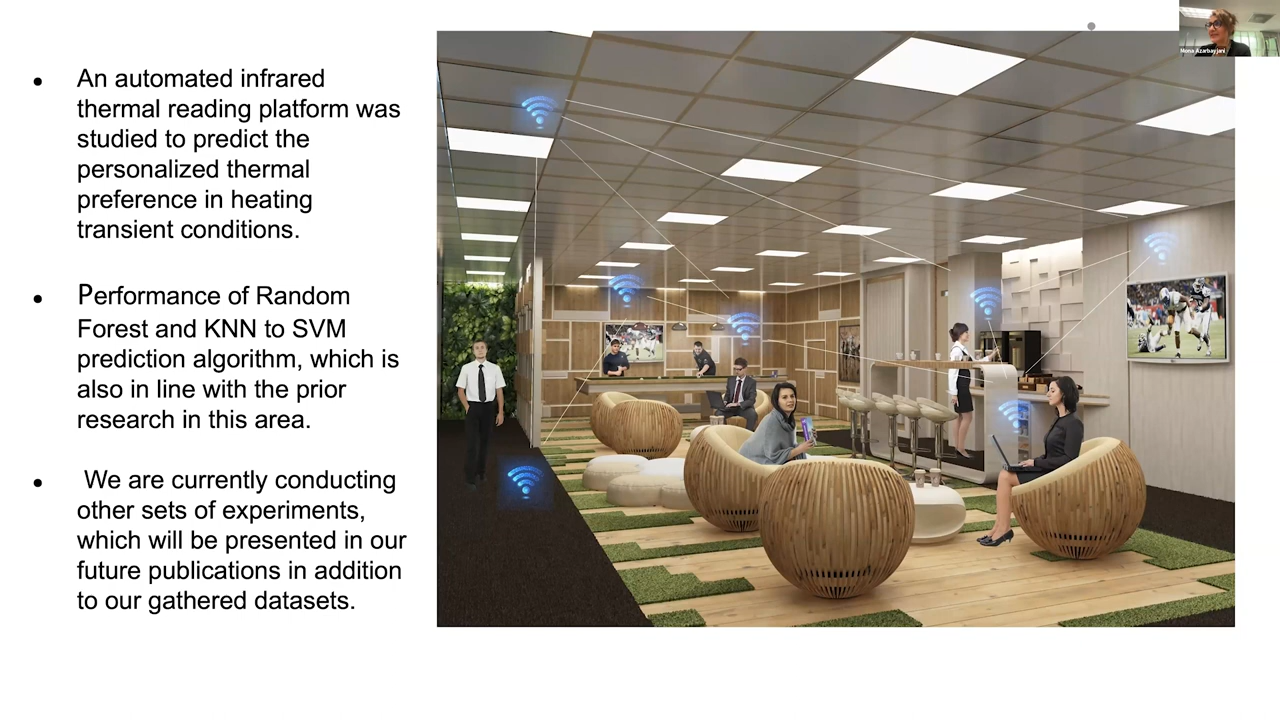 Mona Azarbayjani
• An automated infrared
thermal reading platform was
studied to predict the
personalized thermal
preference in heating
transient conditions.
• Performance of Random
Forest and KNN to SVM
prediction algorithm, which is
also in line with the prior
research in this area.
• We are currently conducting
other sets of experiments,
which will be presented in our
future publications in addition
to our gathered datasets.